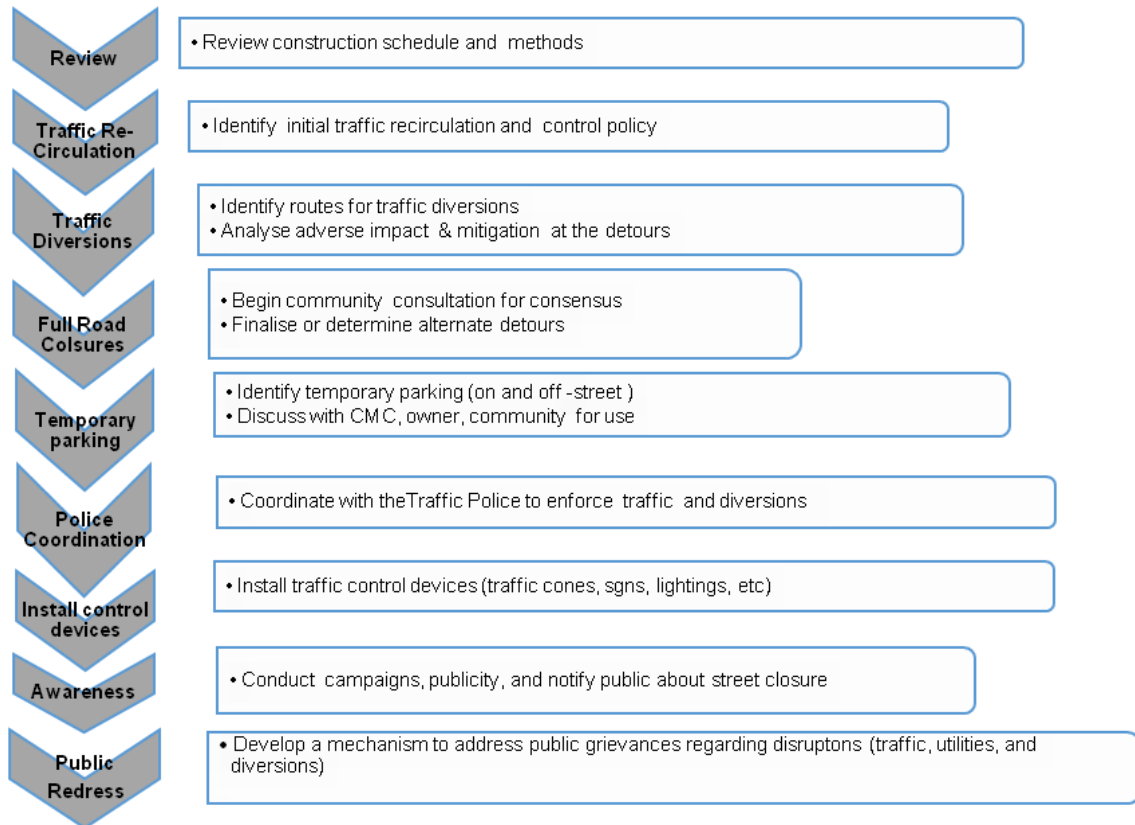 Review
• Review construction schedule and methods
Traffic Re-
Circulation
• Identify initial traffic recirculation and control policy
Traffic
Diversions
• Identify routes for traffic diversions
• Analyse adverse impact & mitigation at the detours
Full Road
Colsures
• Begin community consultation for consensus
• Finalise or determine alternate detours
Temporary
parking
• Identify temporary parking (on and off -street )
• Discuss with CMC, owner, community for use
Police
Coordination
• Coordinate with theTraffic Police to enforce traffic and diversions
Install control
devices
• Install traffic control devices (traffic cones, sgns, lightings, etc)
Awareness
• Conduct campaigns, publicity, and notify public about street closure
Public
Redress
• Develop a mechanism to address public grievances regarding disruptons (traffic, utilities, and
diversions)